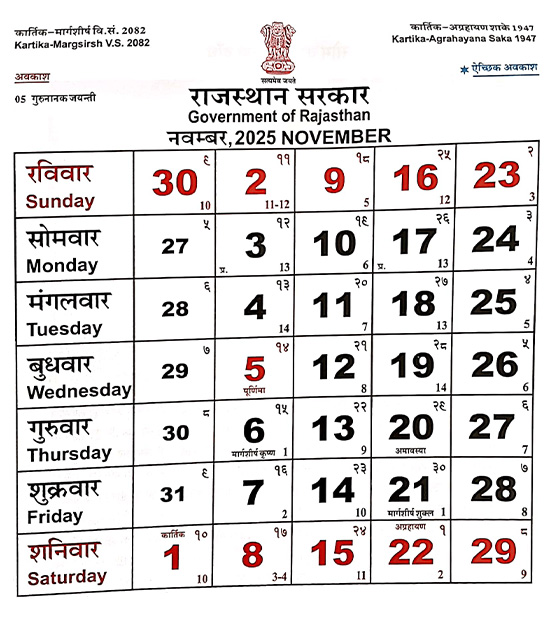 कार्तिक-मार्गशीर्ष वि.सं. 2082
Kartika-Margsirsh V.S. 2082
कार्तिक-अग्रहायण शाके 1947
Kartika-Agrahayana Saka 1947
सत्यमेव जयते
अवकाश
* ऐच्छिक अवकाश
05 गुरुनानक जयन्ती
राजस्थान सरकार
Government of Rajasthan
नवम्बर, 2025 NOVEMBER
रविवार ९ ११ १८ २५ २
30 2 9 16 23
Sunday 10 11-12 5 12 3
सोमवार ५ १२ १९ २६ ३
27 3 10 17 24
Monday प्र. 13 6 प्र. 13 4
मंगलवार ६ १३ २० २७ ४
28 4 11 18 25
Tuesday 14 7 13 5
बुधवार ७ १४ २१ २८ ५
29 5 12 19 26
Wednesday पूर्णिमा 8 14 6
गुरुवार ८ १५ २२ २९ ६
30 6 13 20 27
Thursday मार्गशीर्ष कृष्ण 1 9 अमावस्या 7
शुक्रवार ९ १६ २३ ३० ७
31 7 14 21 28
Friday 2 10 मार्गशीर्ष शुक्ल 1 8
शनिवार कार्तिक १० १७ २४ अग्रहायण १ ८
1 8 15 22 29
Saturday 10 3-4 11 2 9